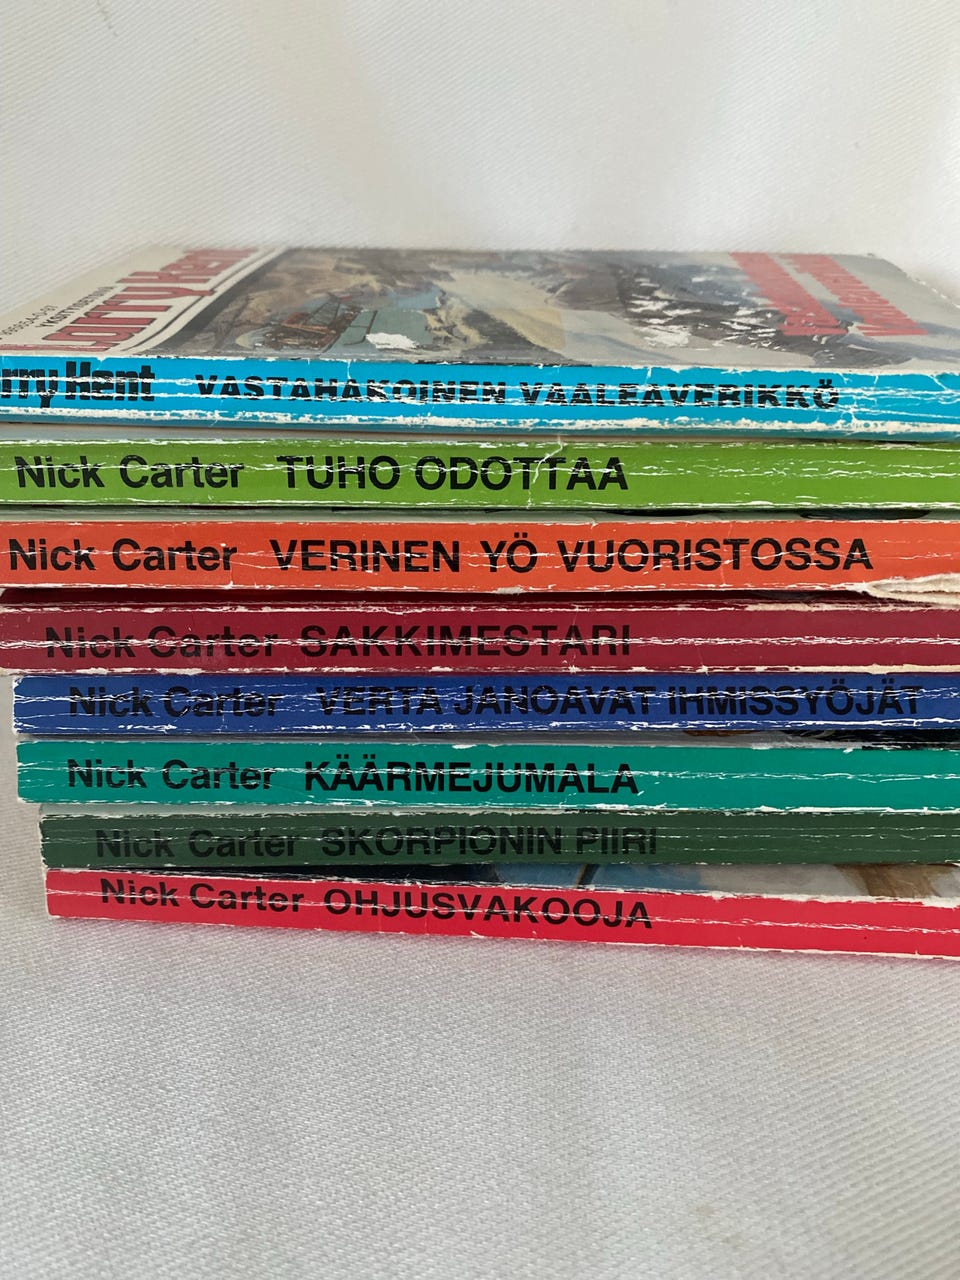 Larry Kent
rry Kent VASTAHAKOINEN VAALEAVERIKKÖ
Nick Carter TUHO ODOTTAA
Nick Carter VERINEN YÖ VUORISTOSSA
Nick Carter SAKKIMESTARI
Nick Carter VERTA JANOAVAT IHMISSYÖJÄT
Nick Carter KÄÄRMEJUMALA
Nick Carter SKORPIONIN PIIRI
Nick Carter OHJUSVAKOOJA